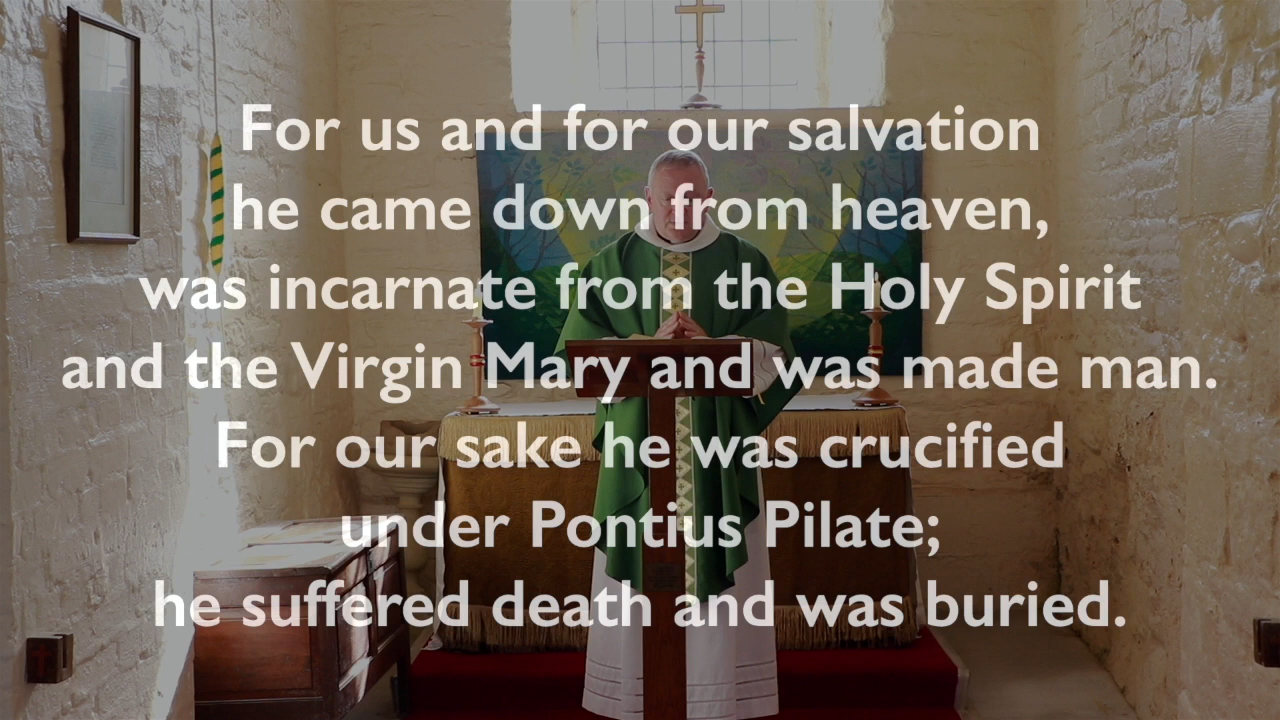 For us and for our salvation
he came down from heaven,
was incarnate from the Holy Spirit
and the Virgin Mary and was made man.
For our sake he was crucified
under Pontius Pilate;
he suffered death and was buried.